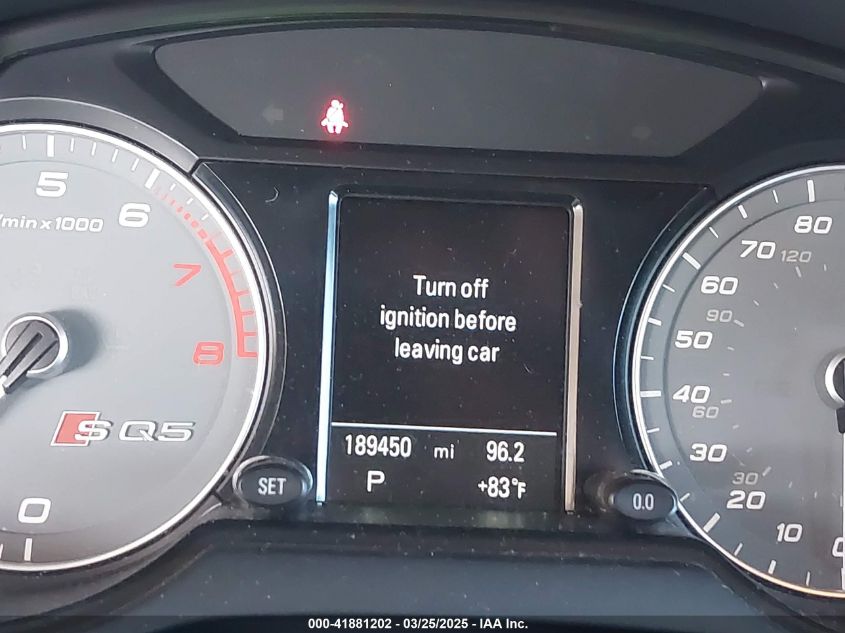 5
6
/min x 1000
7
8
SQ5
0
Turn off
ignition before
leaving car
189450 mi 96.2
P +83°F
SET
0.0
80
70 120
60
90
50
40
60
30
30
20
10
0
000-41881202 / 03/25/2025 - IAA Inc.